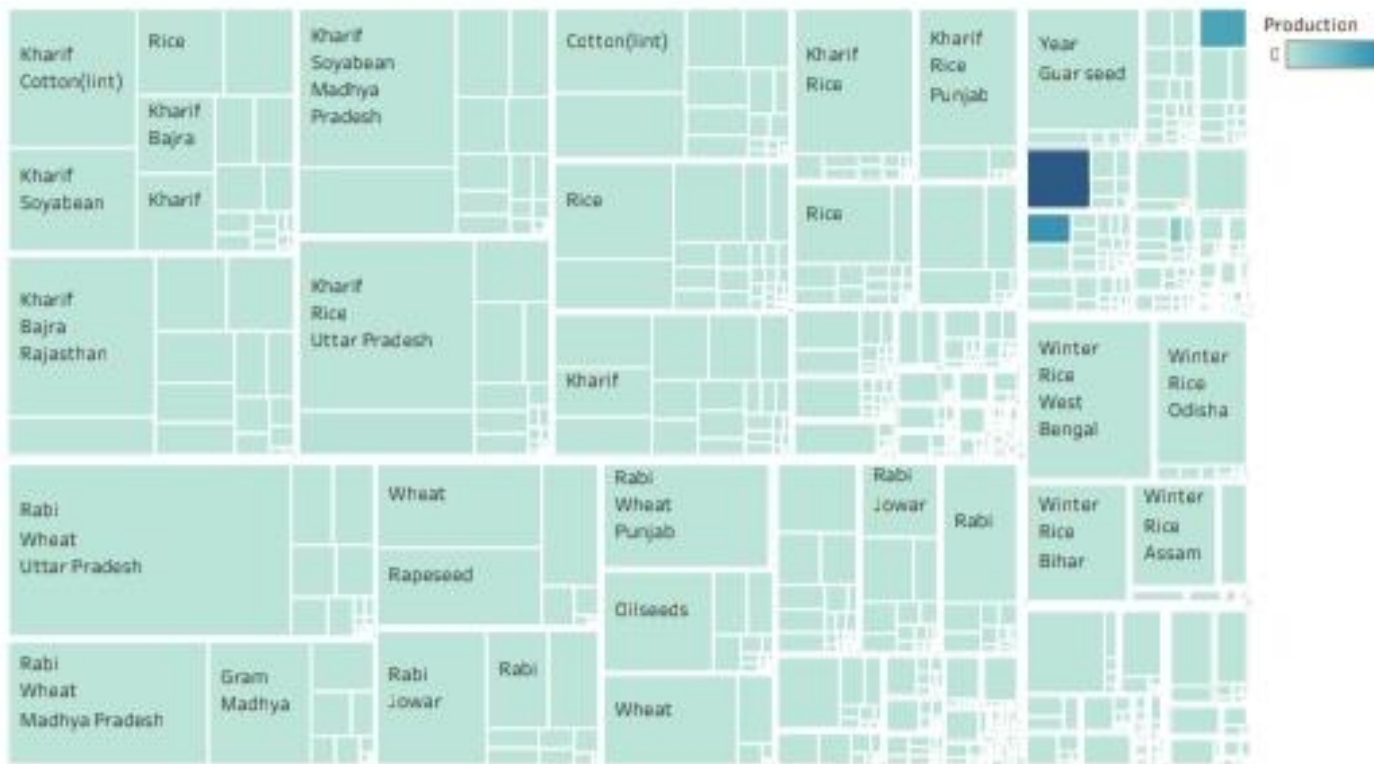 Kharif
Cotton(lint)
Rice
Kharif
Bajra
Kharif
Soyabean
Kharif
Kharif
Soyabean
Madhya
Pradesh
Cotton(lint)
Kharif
Rice
Kharif
Rice
Punjab
Year
Guar seed
Production
0
Rice
Rice
Kharif
Bajra
Rajasthan
Kharif
Rice
Uttar Pradesh
Kharif
Winter
Rice
West
Bengal
Winter
Rice
Odisha
Rabi
Wheat
Uttar Pradesh
Wheat
Rapeseed
Rabi
Wheat
Punjab
Oilseeds
Rabi
Jowar
Rabi
Winter
Rice
Bihar
Winter
Rice
Assam
Rabi
Wheat
Madhya Pradesh
Gram
Madhya
Rabi
Jowar
Rabi
Wheat